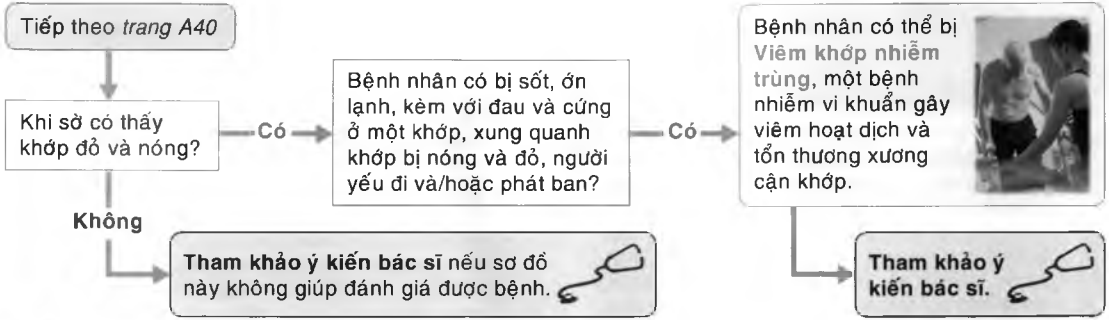 Tiếp theo trang A40
Khi sờ có thấy
khớp đỏ và nóng?
Có
Bệnh nhân có bị sốt, ớn
lạnh, kèm với đau và cứng
ở một khớp, xung quanh
khớp bị nóng và đỏ, người
yếu đi và/hoặc phát ban?
Có
Bệnh nhân có thể bị
Viêm khớp nhiễm
trùng, một bệnh
nhiễm vi khuẩn gây
viêm hoạt dịch và
tổn thương xương
cận khớp.
Không
Tham khảo ý kiến bác sĩ nếu sơ đồ
này không giúp đánh giá được bệnh.
Tham khảo ý
kiến bác sĩ.